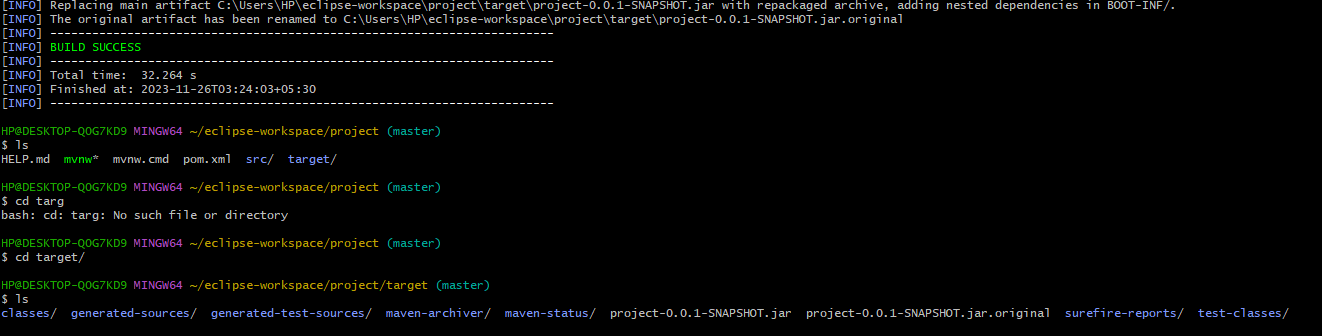 [INFO] Replacing main artifact C:\Users\HP\eclipse-workspace\project\target\project-0.0.1-SNAPSHOT.jar with repackaged archive, adding nested dependencies in BOOT-INF/.
[INFO] The original artifact has been renamed to C:\Users\HP\eclipse-workspace\project\target\project-0.0.1-SNAPSHOT.jar.original
[INFO] ------------------------------------------------------------------------
[INFO] BUILD SUCCESS
[INFO] ------------------------------------------------------------------------
[INFO] Total time:  32.264 s
[INFO] Finished at: 2023-11-26T03:24:03+05:30
[INFO] ------------------------------------------------------------------------
HP@DESKTOP-QOG7KD9 MINGW64 ~/eclipse-workspace/project (master)
$ ls
HELP.md  mvnw*  mvnw.cmd  pom.xml  src/  target/
HP@DESKTOP-QOG7KD9 MINGW64 ~/eclipse-workspace/project (master)
$ cd targ
bash: cd: targ: No such file or directory
HP@DESKTOP-QOG7KD9 MINGW64 ~/eclipse-workspace/project (master)
$ cd target/
HP@DESKTOP-QOG7KD9 MINGW64 ~/eclipse-workspace/project/target (master)
$ ls
classes/  generated-sources/  generated-test-sources/  maven-archiver/  maven-status/  project-0.0.1-SNAPSHOT.jar  project-0.0.1-SNAPSHOT.jar.original  surefire-reports/  test-classes/